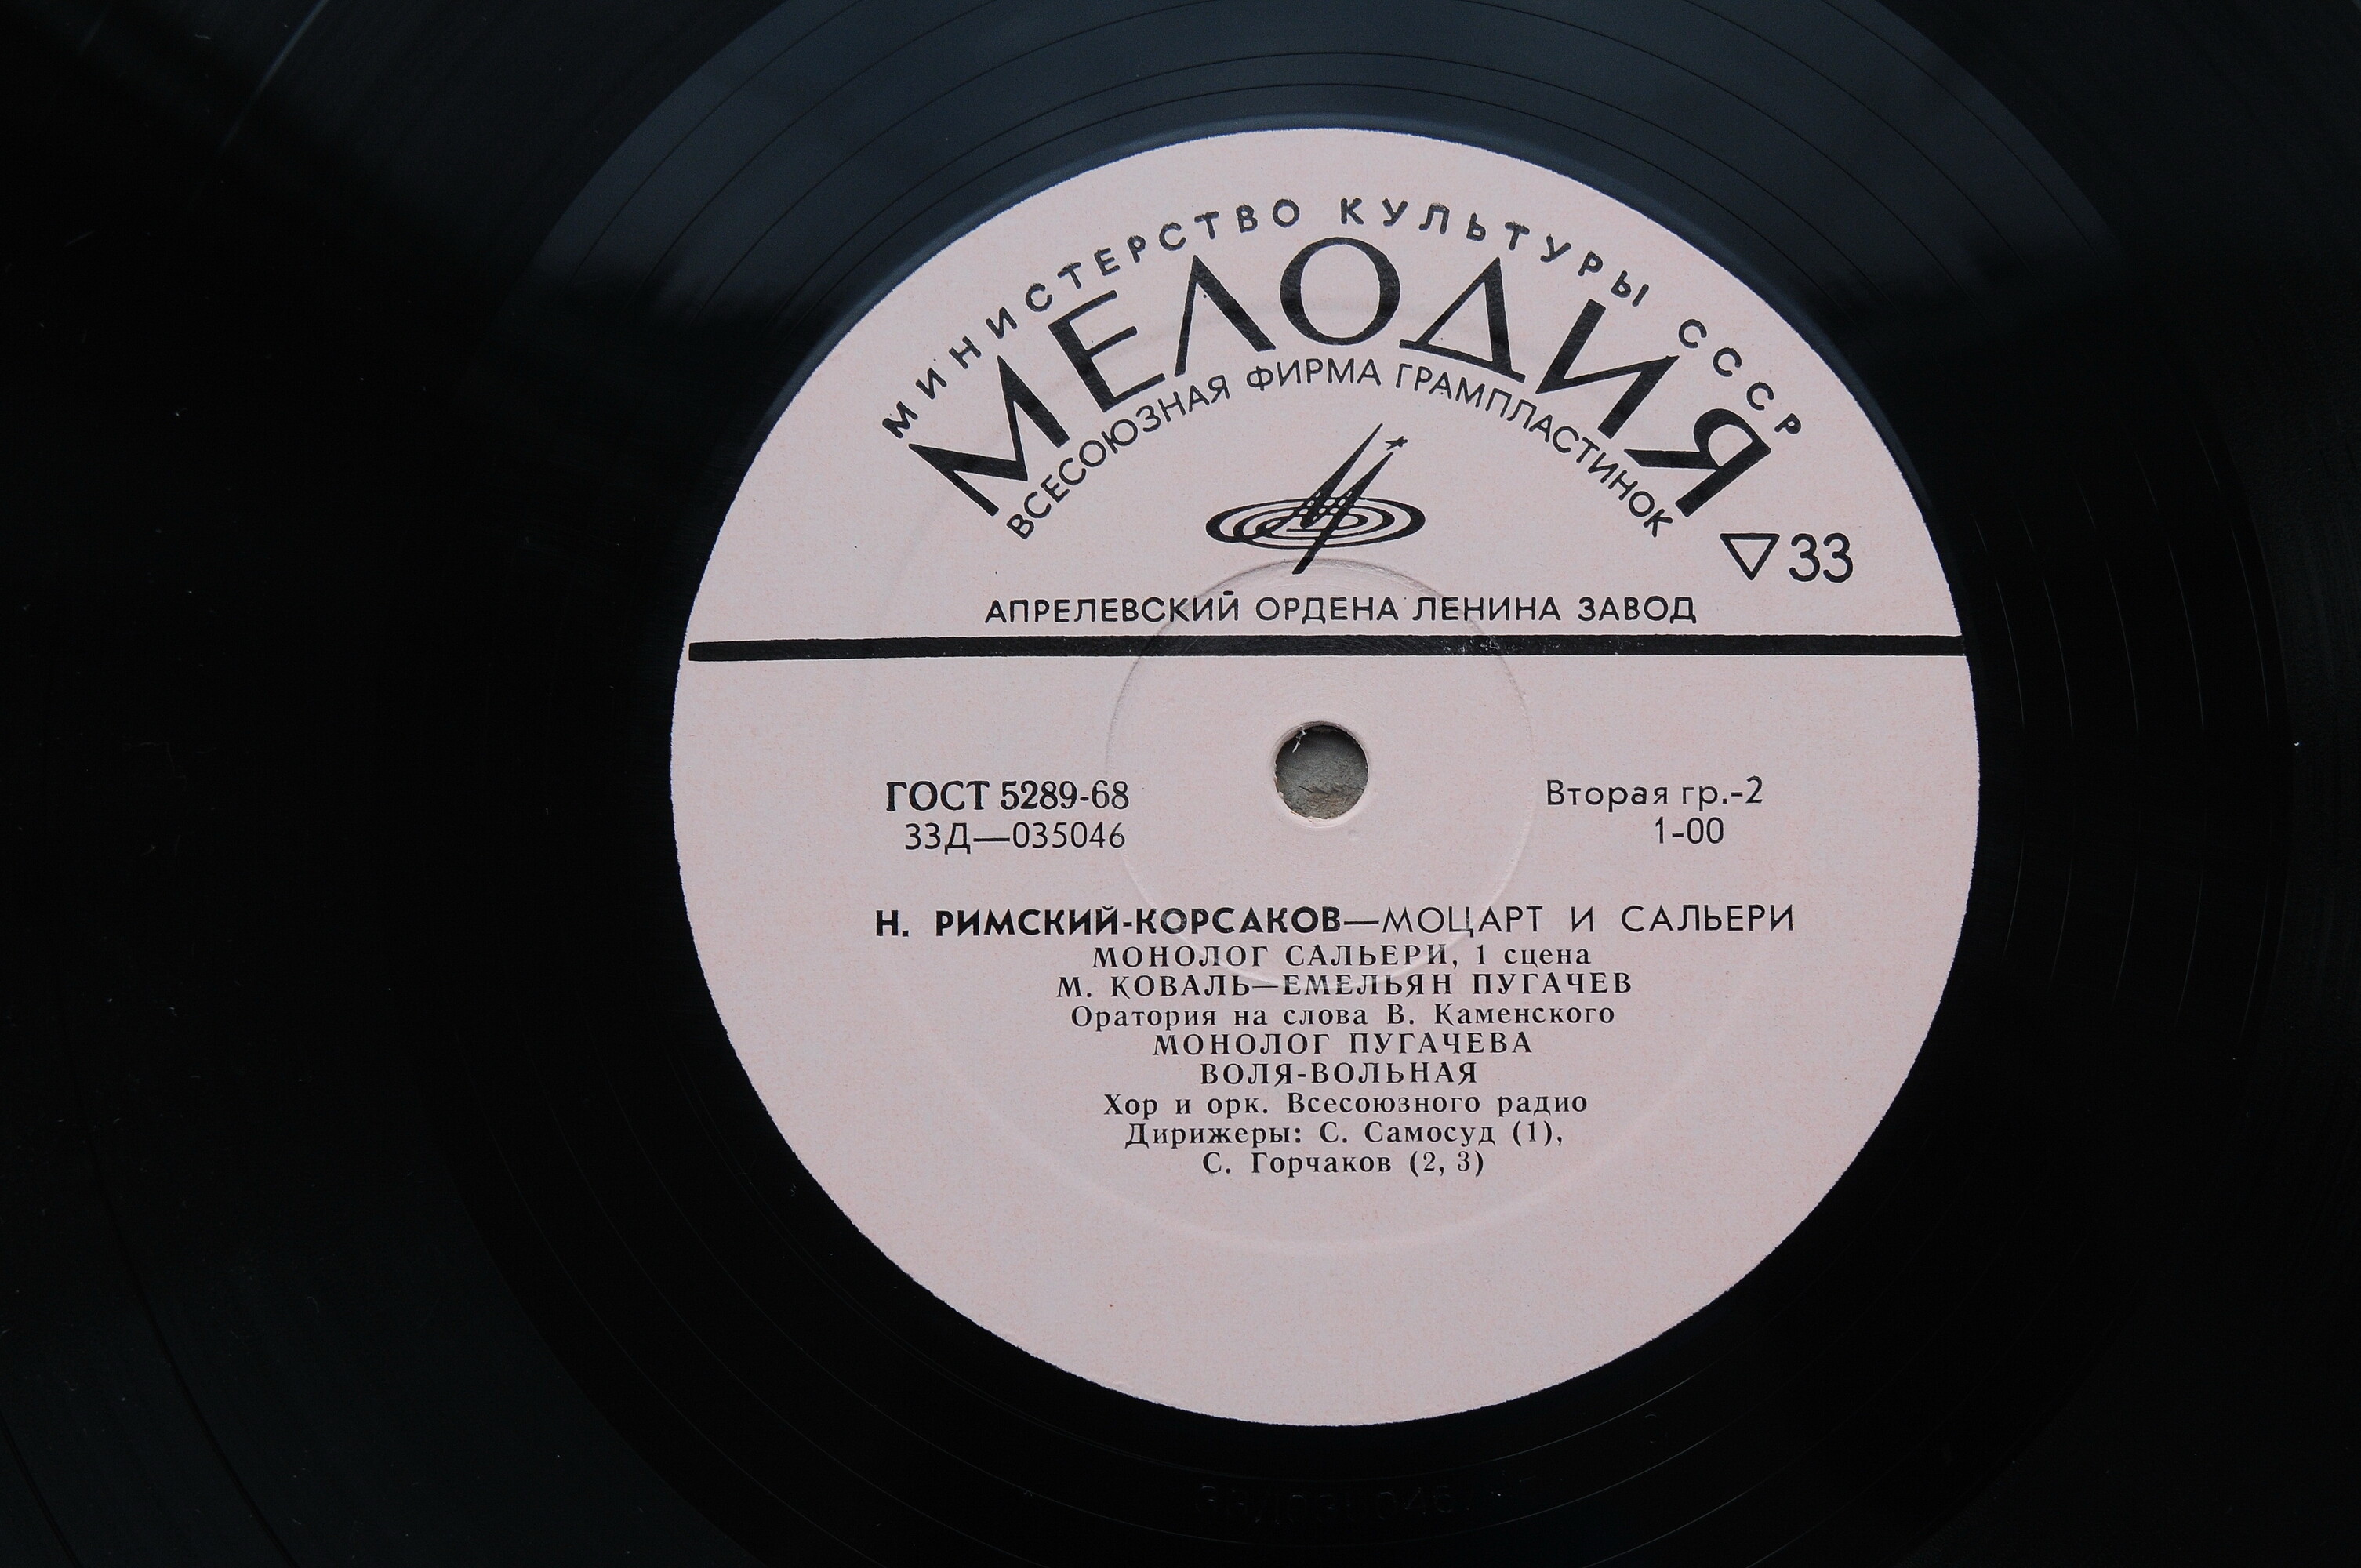 МИНИСТЕРСТВО КУЛЬТУРЫ СССР
МЕЛОДИЯ
ВСЕСОЮЗНАЯ ФИРМА ГРАМПЛАСТИНОК
▽33
АПРЕЛЕВСКИЙ ОРДЕНА ЛЕНИНА ЗАВОД
ГОСТ 5289-68
33Д—035046
Вторая гр.-2
1-00
Н. РИМСКИЙ-КОРСАКОВ—МОЦАРТ И САЛЬЕРИ
МОНОЛОГ САЛЬЕРИ, 1 сцена
М. КОВАЛЬ—ЕМЕЛЬЯН ПУГАЧЕВ
Оратория на слова В. Каменского
МОНОЛОГ ПУГАЧЕВА
ВОЛЯ-ВОЛЬНАЯ
Хор и орк. Всесоюзного радио
Дирижеры: С. Самосуд (1),
С. Горчаков (2, 3)